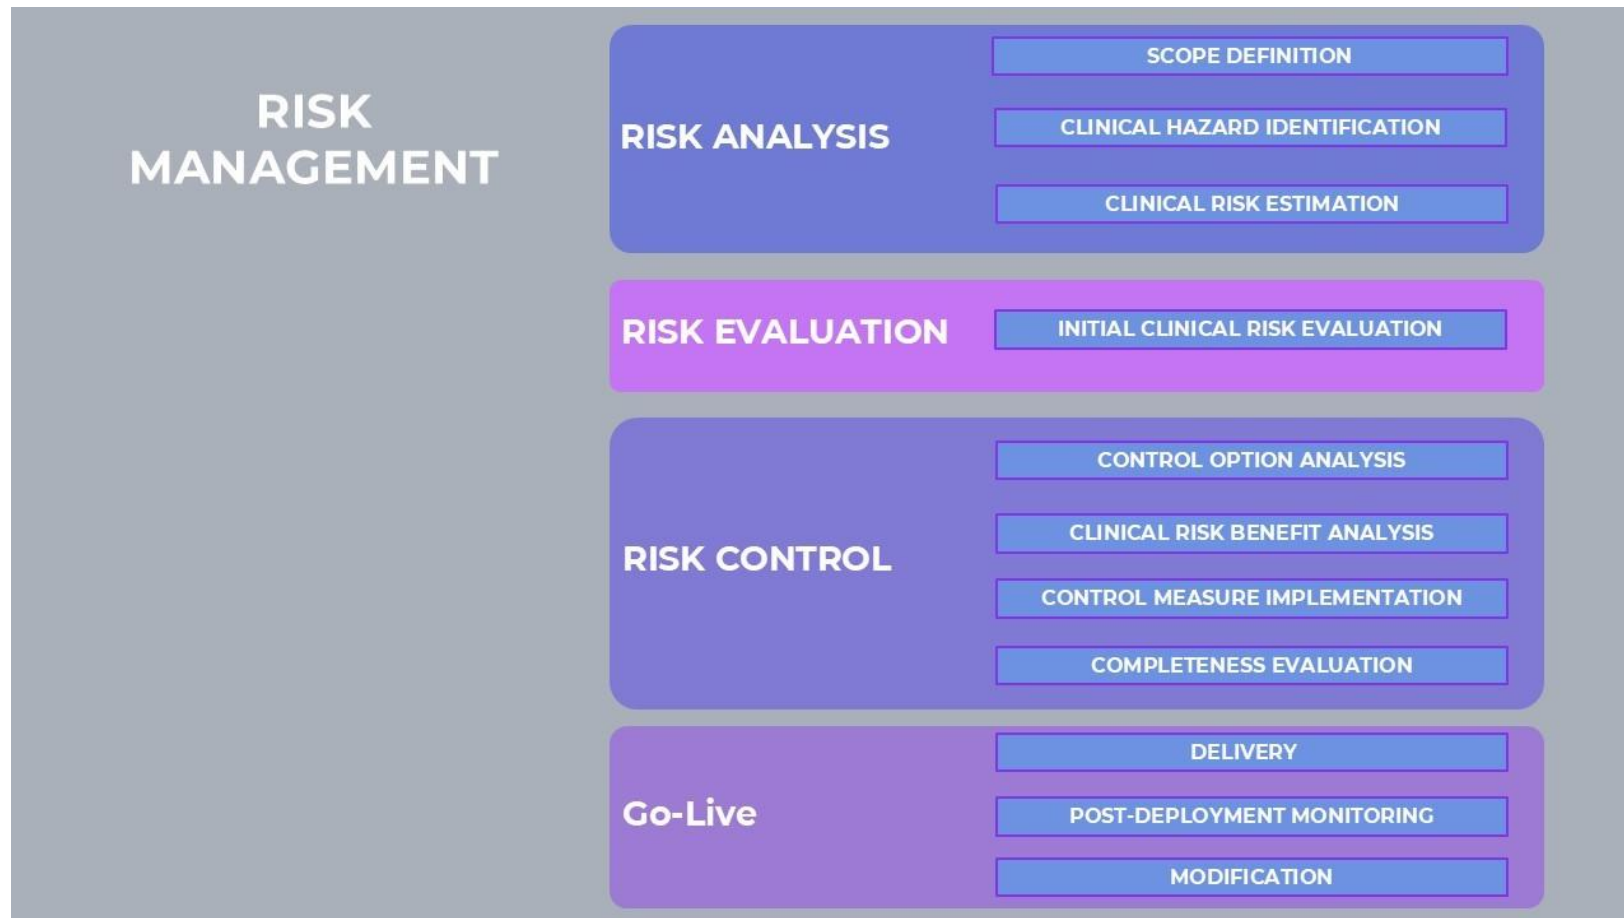 RISK
MANAGEMENT
RISK ANALYSIS
SCOPE DEFINITION
CLINICAL HAZARD IDENTIFICATION
CLINICAL RISK ESTIMATION
RISK EVALUATION
INITIAL CLINICAL RISK EVALUATION
RISK CONTROL
CONTROL OPTION ANALYSIS
CLINICAL RISK BENEFIT ANALYSIS
CONTROL MEASURE IMPLEMENTATION
COMPLETENESS EVALUATION
Go-Live
DELIVERY
POST-DEPLOYMENT MONITORING
MODIFICATION